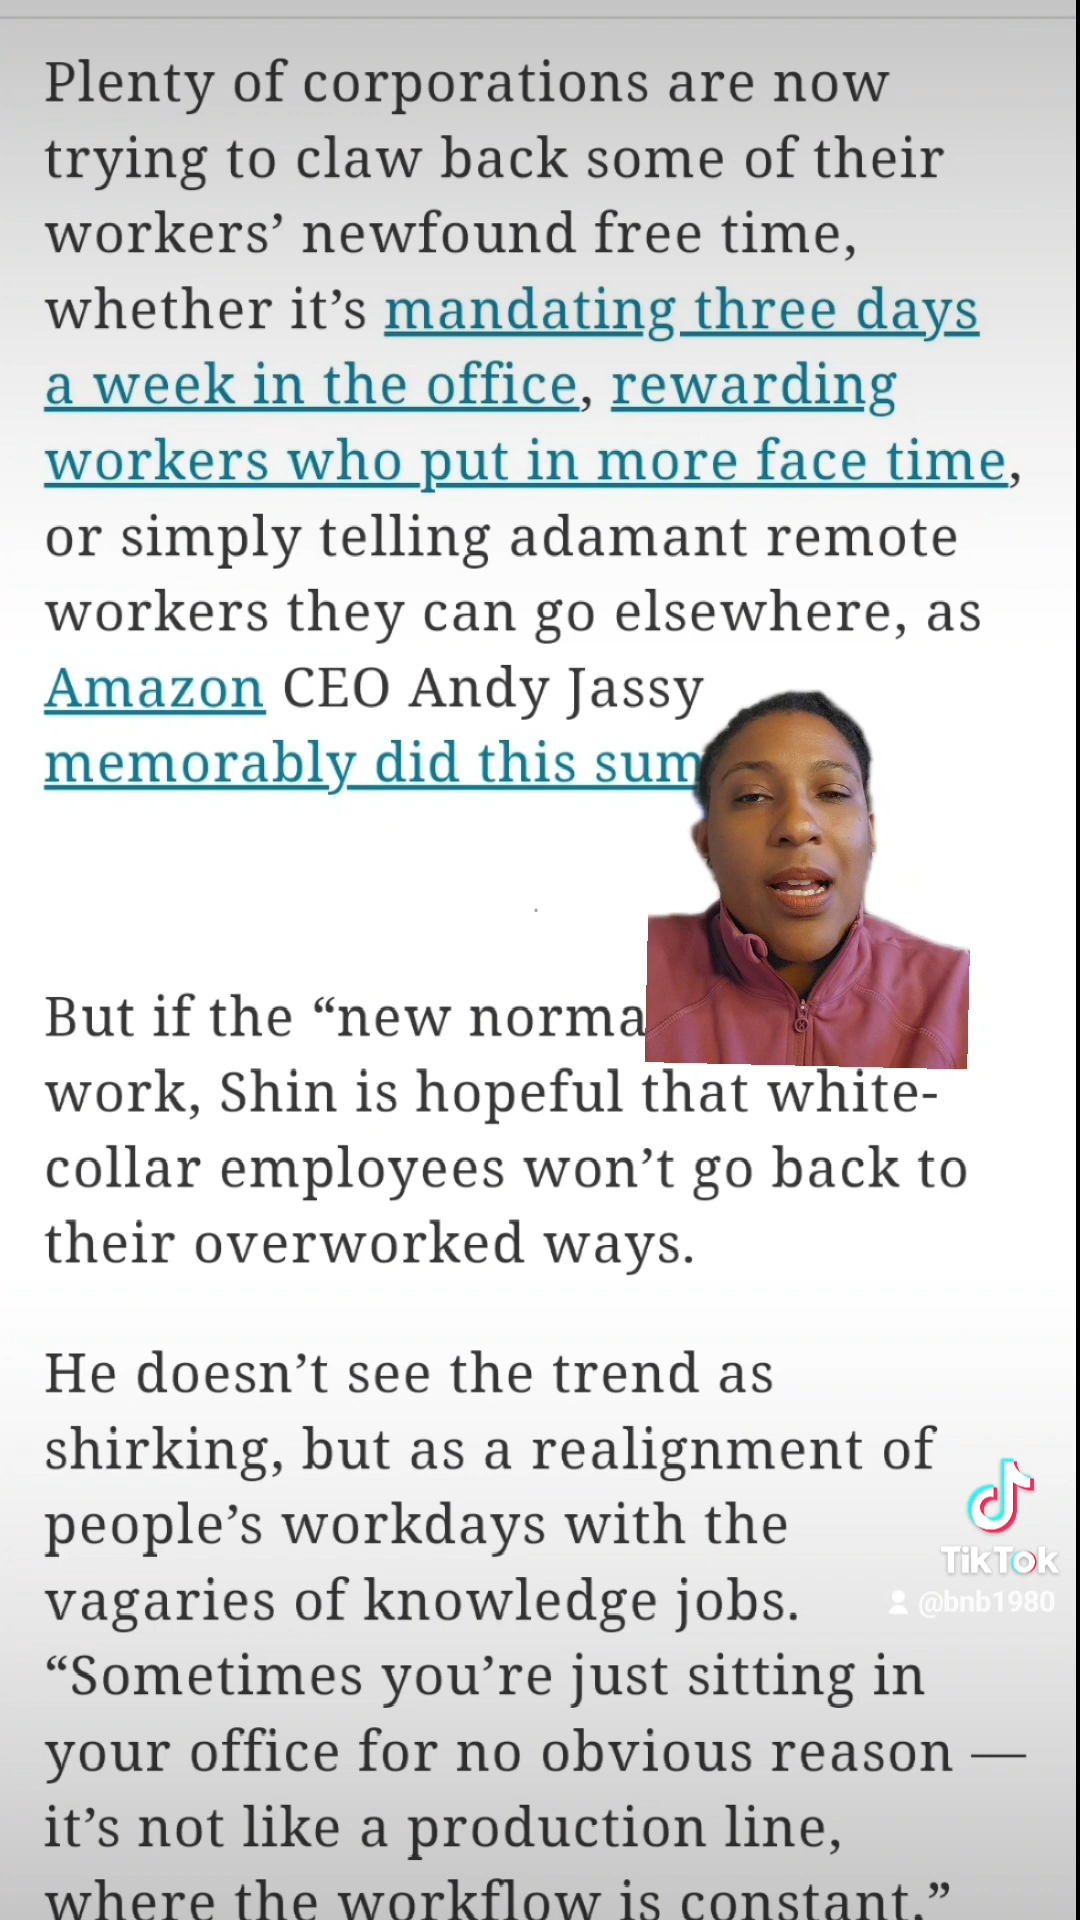 Plenty of corporations are now
trying to claw back some of their
workers’ newfound free time,
whether it’s mandating three days
a week in the office, rewarding
workers who put in more face time,
or simply telling adamant remote
workers they can go elsewhere, as
Amazon CEO Andy Jassy
memorably did this sum
But if the “new norma
work, Shin is hopeful that white-
collar employees won’t go back to
their overworked ways.
He doesn’t see the trend as
shirking, but as a realignment of
people’s workdays with the
vagaries of knowledge jobs.
“Sometimes you’re just sitting in
your office for no obvious reason —
it’s not like a production line,
where the workflow is constant.”
TikTok
@bnb1980